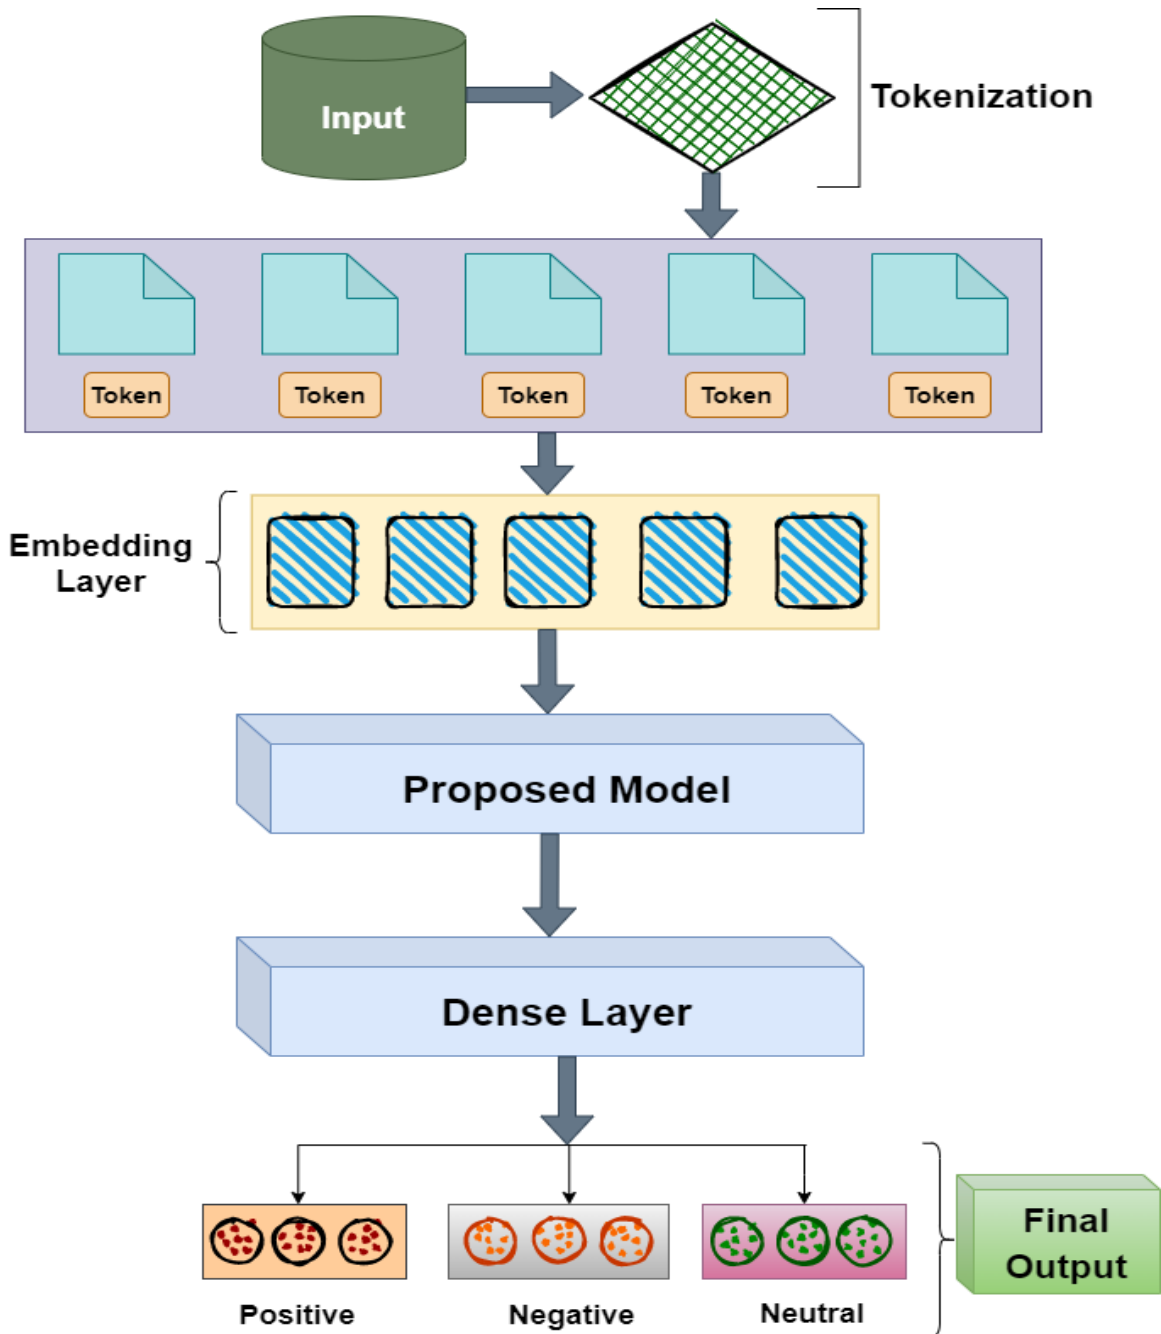 Input
Tokenization
Token
Token
Token
Token
Token
Embedding
Layer
Proposed Model
Dense Layer
Positive
Negative
Neutral
Final
Output